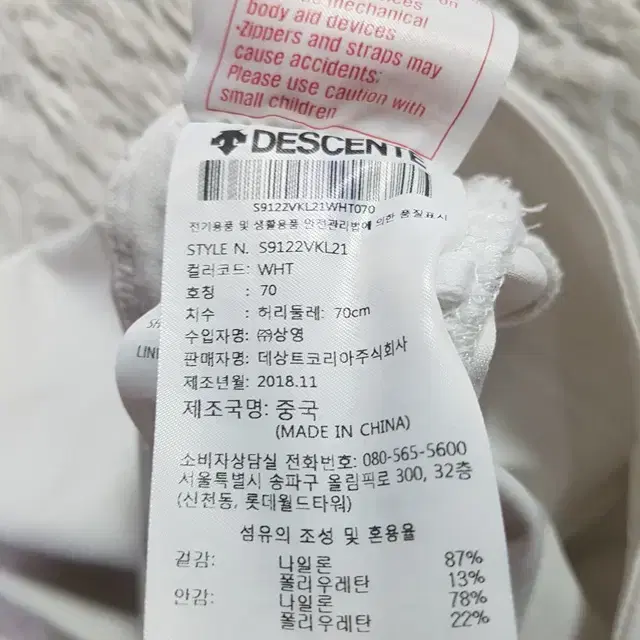 body aid devices
·Zippers and straps may
cause accidents:
Please use caution with
small children
DESCENTE
S9122VKL21WHT070
전기용품 및 생활용품 안전관리법에 의한 품질표시
STYLE N. S9122VKL21
컬러코드: WHT
호칭 : 70
치수 : 허리둘레: 70cm
수입자명: ㈜상영
판매자명: 데상트코리아주식회사
제조년월: 2018.11
제조국명: 중국
(MADE IN CHINA)
소비자상담실 전화번호: 080-565-5600
서울특별시 송파구 올림픽로 300, 32층
(신천동, 롯데월드타워)
섬유의 조성 및 혼용율
겉감: 나일론 87%
폴리우레탄 13%
안감: 나일론 78%
폴리우레탄 22%